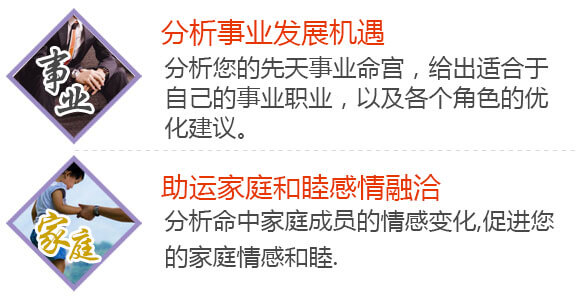 事业
分析事业发展机遇
分析您的先天事业命宫，给出适合于
自己的事业职业，以及各个角色的优
化建议。
家庭
助运家庭和睦感情融洽
分析命中家庭成员的情感变化,促进您
的家庭情感和睦.